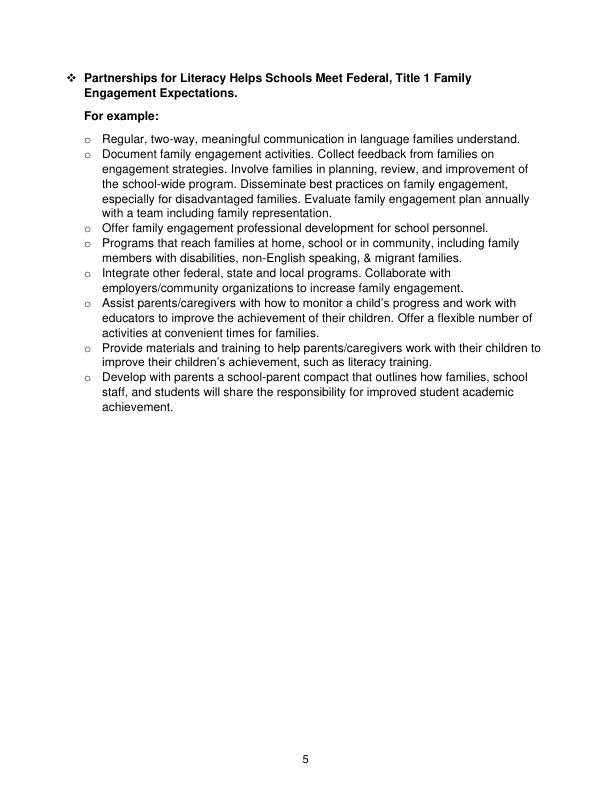 ❖ Partnerships for Literacy Helps Schools Meet Federal, Title 1 Family
Engagement Expectations.
For example:
o Regular, two-way, meaningful communication in language families understand.
o Document family engagement activities. Collect feedback from families on
engagement strategies. Involve families in planning, review, and improvement of
the school-wide program. Disseminate best practices on family engagement,
especially for disadvantaged families. Evaluate family engagement plan annually
with a team including family representation.
o Offer family engagement professional development for school personnel.
o Programs that reach families at home, school or in community, including family
members with disabilities, non-English speaking, & migrant families.
o Integrate other federal, state and local programs. Collaborate with
employers/community organizations to increase family engagement.
o Assist parents/caregivers with how to monitor a child’s progress and work with
educators to improve the achievement of their children. Offer a flexible number of
activities at convenient times for families.
o Provide materials and training to help parents/caregivers work with their children to
improve their children’s achievement, such as literacy training.
o Develop with parents a school-parent compact that outlines how families, school
staff, and students will share the responsibility for improved student academic
achievement.
5